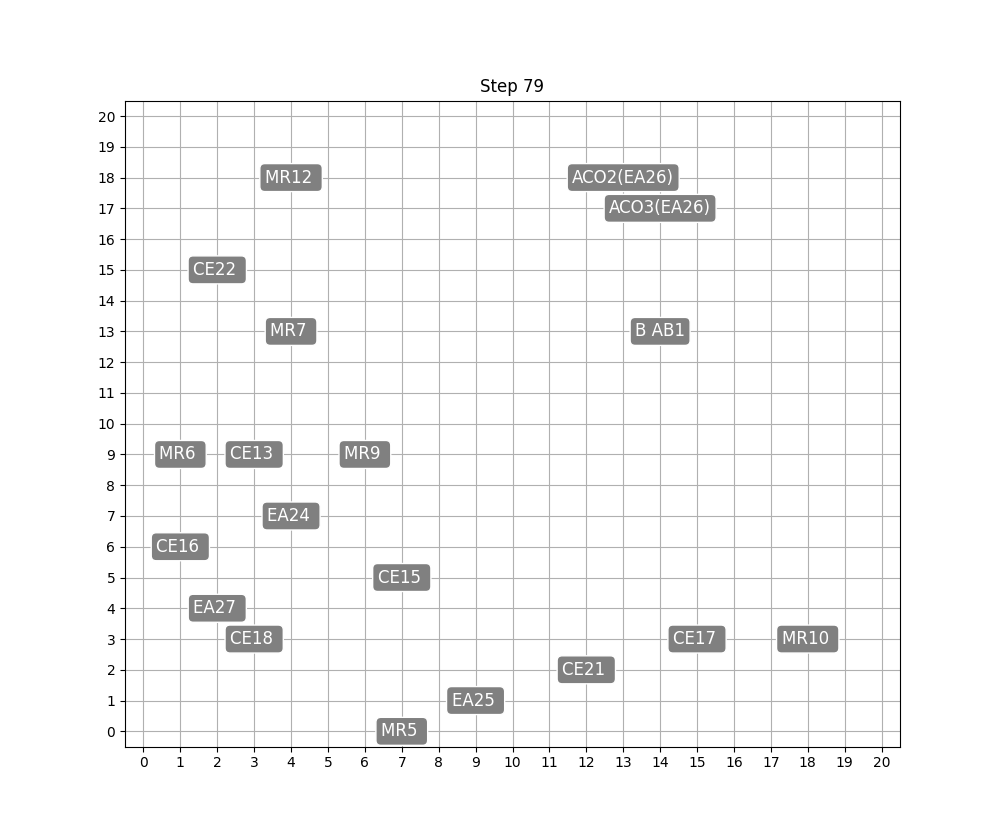 Step 79
20
19
18 MR12 ACO2(EA26)
17 ACO3(EA26)
16
15 CE22
14
13 MR7 B AB1
12
11
10
9 MR6 CE13 MR9
8
7 EA24
6 CE16
5 CE15
4 EA27
3 CE18 CE17 MR10
2 CE21
1 EA25
0 MR5
0 1 2 3 4 5 6 7 8 9 10 11 12 13 14 15 16 17 18 19 20